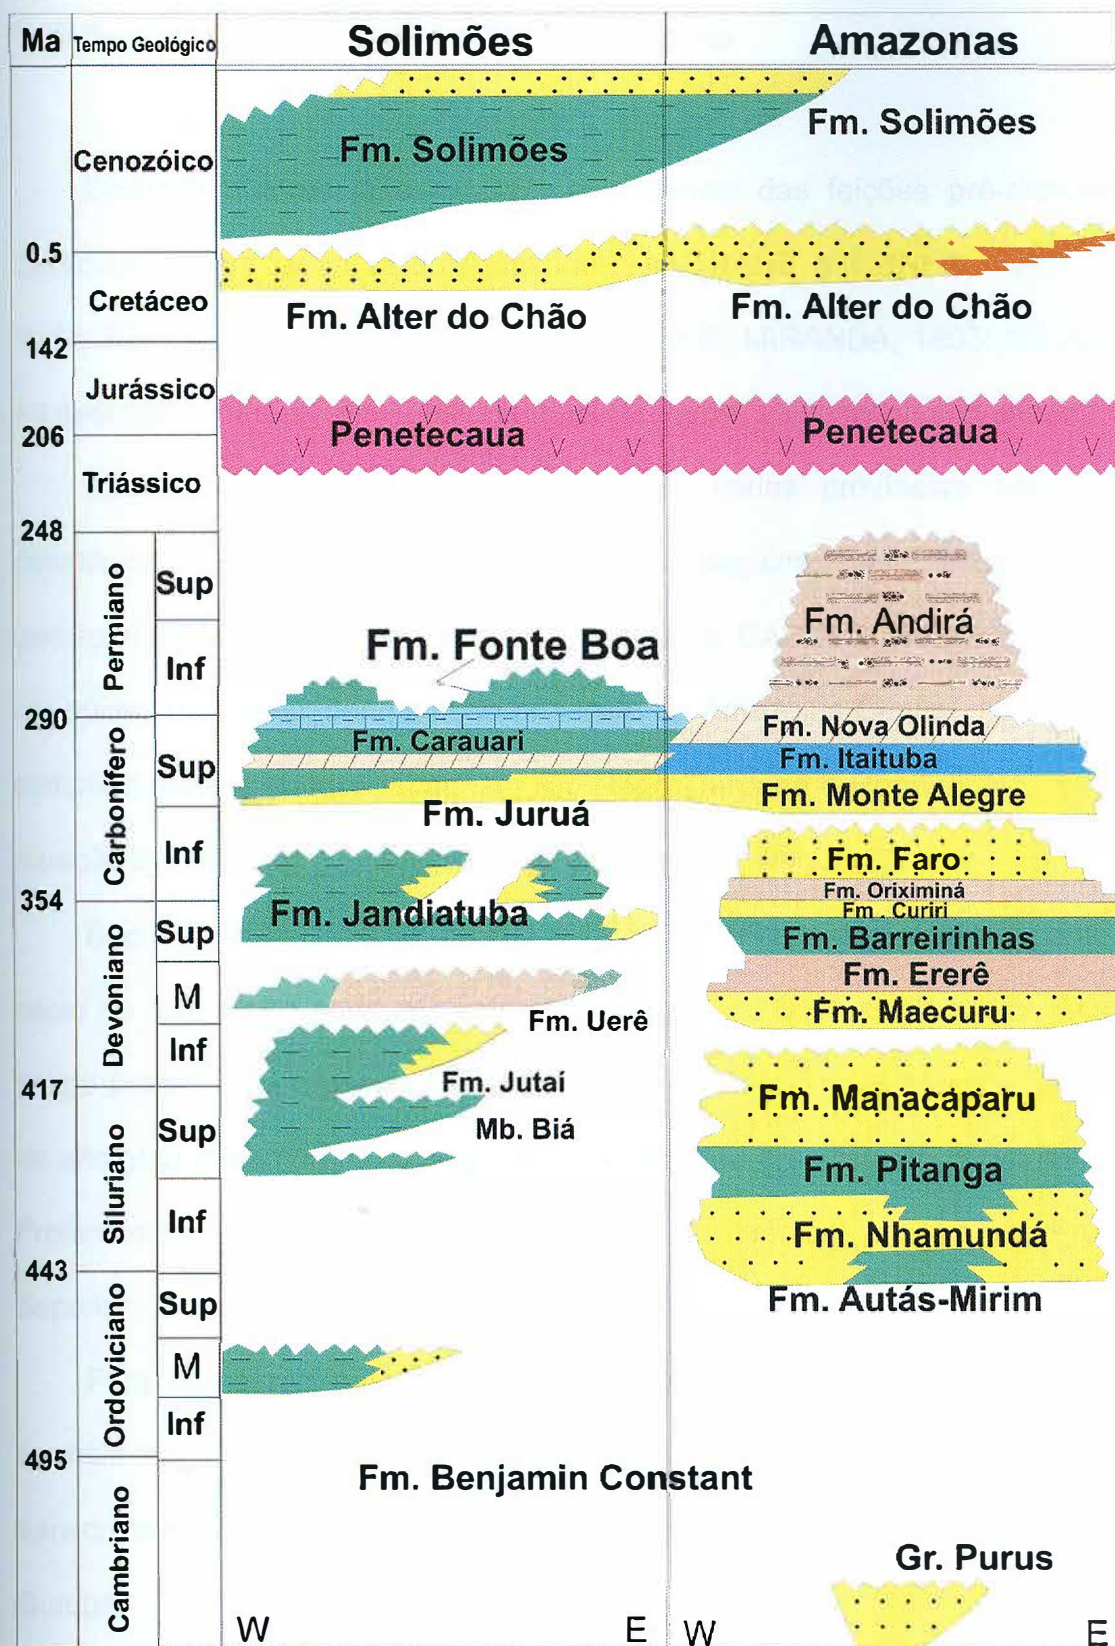 Ma Tempo Geológico Solimões Amazonas
Fm. Solimões
Fm. Solimões
Cenozóico
0.5
Cretáceo
Fm. Alter do Chão
Fm. Alter do Chão
142
Jurássico
206
Penetecaua
Penetecaua
Triássico
248
Permiano
Sup
Fm. Andirá
Fm. Fonte Boa
Inf
290
Fm. Nova Olinda
Fm. Carauari
Carbonífero
Sup
Fm. Itaituba
Fm. Monte Alegre
Fm. Juruá
Inf
Fm. Faro
Fm. Oriximiná
354
Fm. Jandiatuba
Fm . Curiri
Devoniano
Sup
Fm. Barreirinhas
Fm. Ererê
M
Fm. Uerê
Fm. Maecuru
Inf
Fm. Jutaí
417
Fm. Manacaparu
Siluriano
Sup
Mb. Biá
Fm. Pitanga
Inf
Fm. Nhamundá
443
Ordoviciano
Sup
Fm. Autás-Mirim
M
Inf
495
Fm. Benjamin Constant
Cambriano
Gr. Purus
W E W E
das feições pré-
MIRANDA,